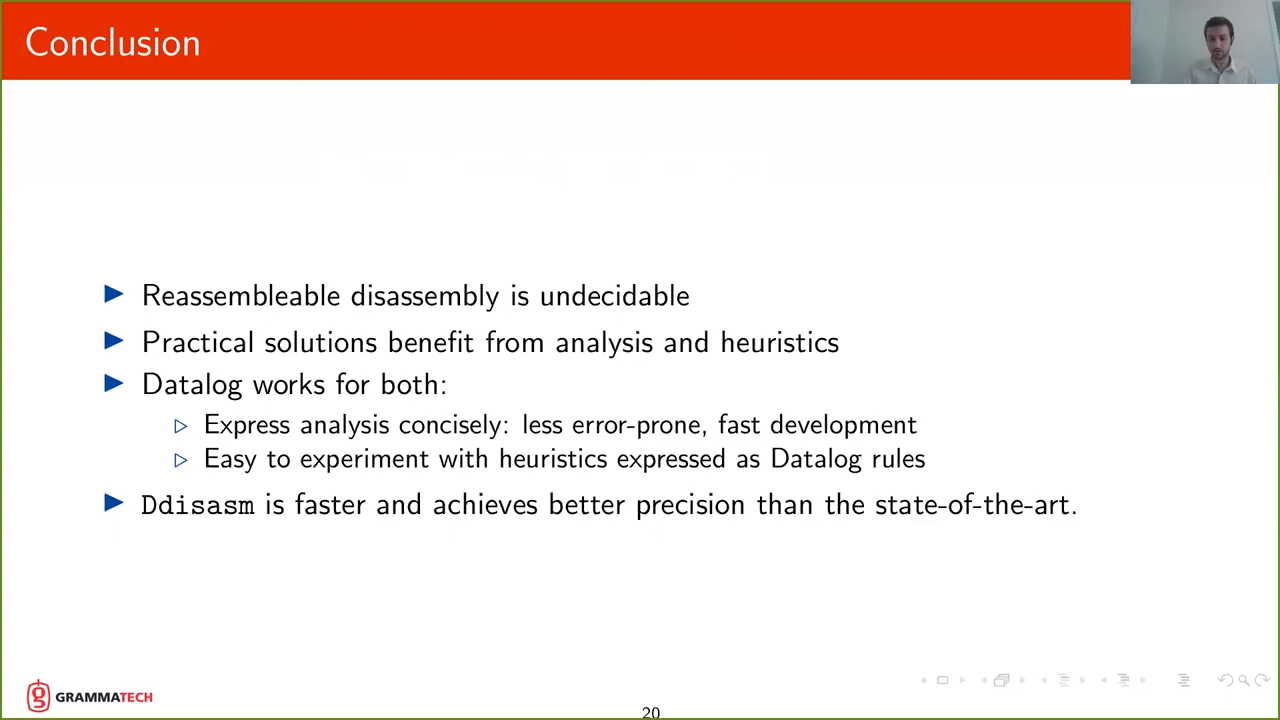 Conclusion
Reassembleable disassembly is undecidable
Practical solutions benefit from analysis and heuristics
Datalog works for both:
Express analysis concisely: less error-prone, fast development
Easy to experiment with heuristics expressed as Datalog rules
Ddisasm is faster and achieves better precision than the state-of-the-art.
GRAMMATECH
20